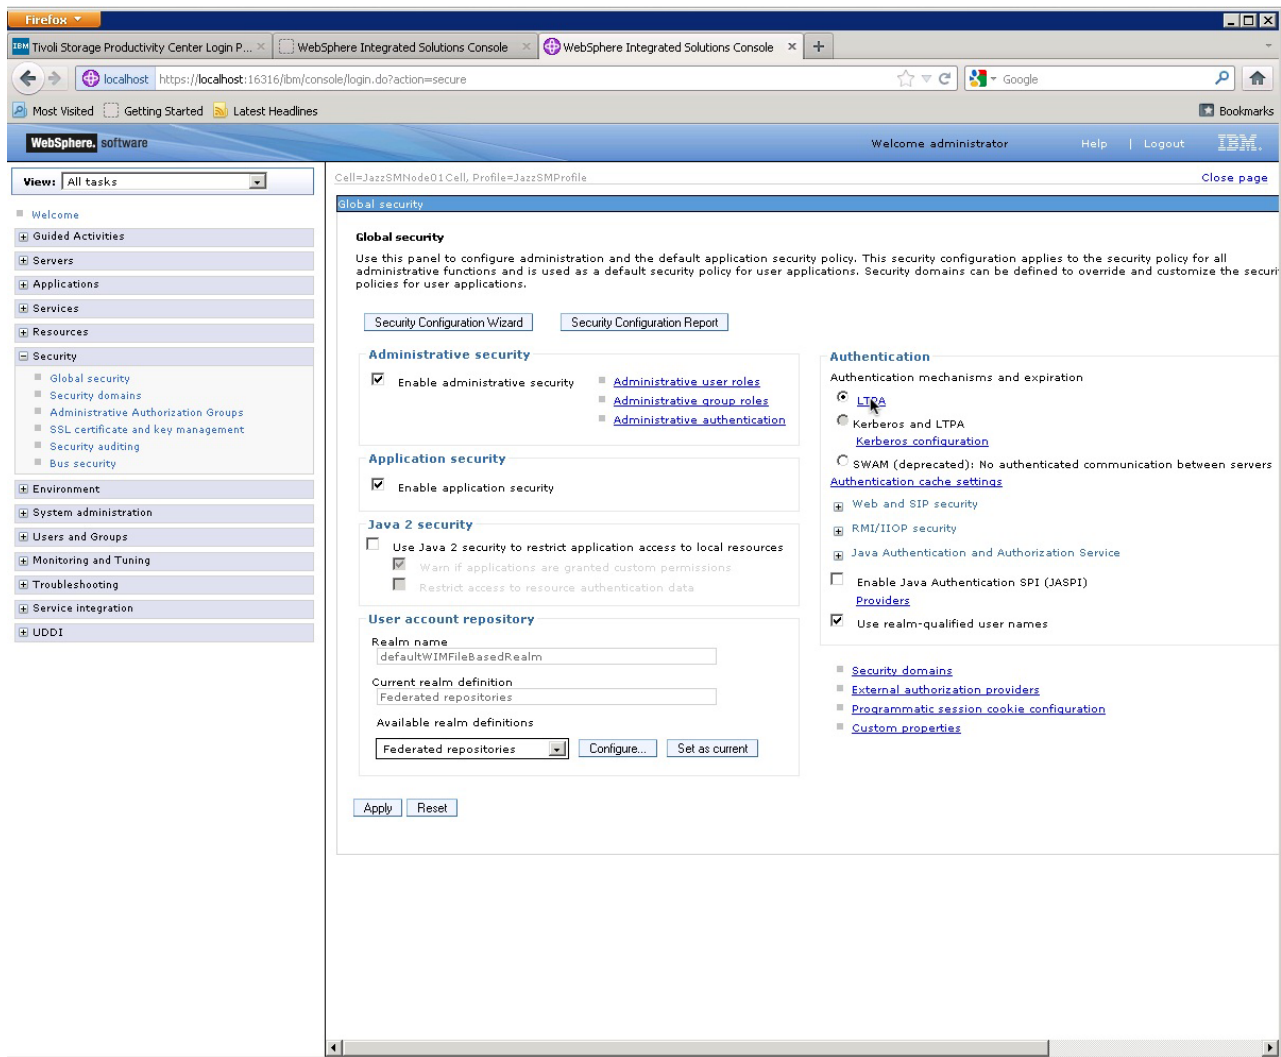 Firefox
Tivoli Storage Productivity Center Login P...
WebSphere Integrated Solutions Console
WebSphere Integrated Solutions Console
localhost https://localhost:16316/ibm/console/login.do?action=secure
Google
Most Visited Getting Started Latest Headlines
Bookmarks
WebSphere. software
Welcome administrator
Help | Logout
IBM.
View: All tasks
Welcome
Guided Activities
Servers
Applications
Services
Resources
Security
Global security
Security domains
Administrative Authorization Groups
SSL certificate and key management
Security auditing
Bus security
Environment
System administration
Users and Groups
Monitoring and Tuning
Troubleshooting
Service integration
UDDI
Cell=JazzSMNode01Cell, Profile=JazzSMProfile
Close page
Global security
Global security
Use this panel to configure administration and the default application security policy. This security configuration applies to the security policy for all
administrative functions and is used as a default security policy for user applications. Security domains can be defined to override and customize the securi
policies for user applications.
Security Configuration Wizard
Security Configuration Report
Administrative security
Enable administrative security
Administrative user roles
Administrative group roles
Administrative authentication
Application security
Enable application security
Java 2 security
Use Java 2 security to restrict application access to local resources
Warn if applications are granted custom permissions
Restrict access to resource authentication data
User account repository
Realm name
defaultWIMFileBasedRealm
Current realm definition
Federated repositories
Available realm definitions
Federated repositories
Configure...
Set as current
Apply
Reset
Authentication
Authentication mechanisms and expiration
LTPA
Kerberos and LTPA
Kerberos configuration
SWAM (deprecated): No authenticated communication between servers
Authentication cache settings
Web and SIP security
RMI/IIOP security
Java Authentication and Authorization Service
Enable Java Authentication SPI (JASPI)
Providers
Use realm-qualified user names
Security domains
External authorization providers
Programmatic session cookie configuration
Custom properties